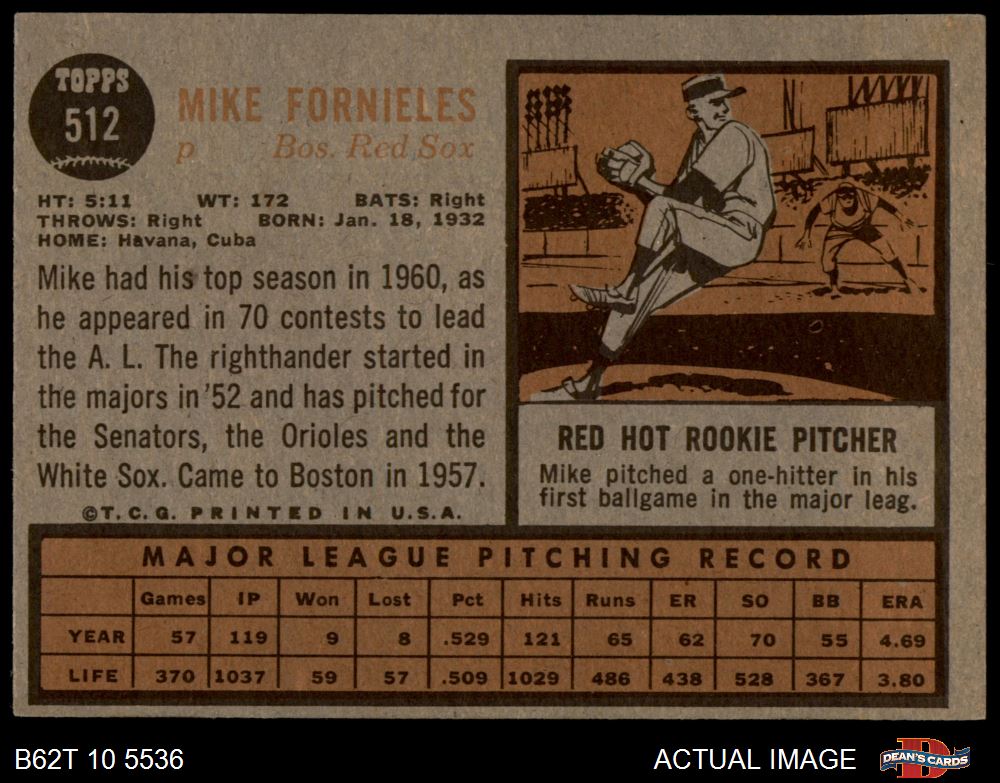 TOPPS
512
MIKE FORNIELES
p Bos. Red Sox
HT: 5:11 WT: 172 BATS: Right
THROWS: Right BORN: Jan. 18, 1932
HOME: Havana, Cuba
Mike had his top season in 1960, as
he appeared in 70 contests to lead
the A. L. The righthander started in
the majors in '52 and has pitched for
the Senators, the Orioles and the
White Sox. Came to Boston in 1957.
©T.C.G. PRINTED IN U.S.A.
RED HOT ROOKIE PITCHER
Mike pitched a one-hitter in his
first ballgame in the major leag.
MAJOR LEAGUE PITCHING RECORD
Games IP Won Lost Pct Hits Runs ER SO BB ERA
YEAR 57 119 9 8 .529 121 65 62 70 55 4.69
LIFE 370 1037 59 57 .509 1029 486 438 528 367 3.80
B62T 10 5536 ACTUAL IMAGE DEAN'S CARDS